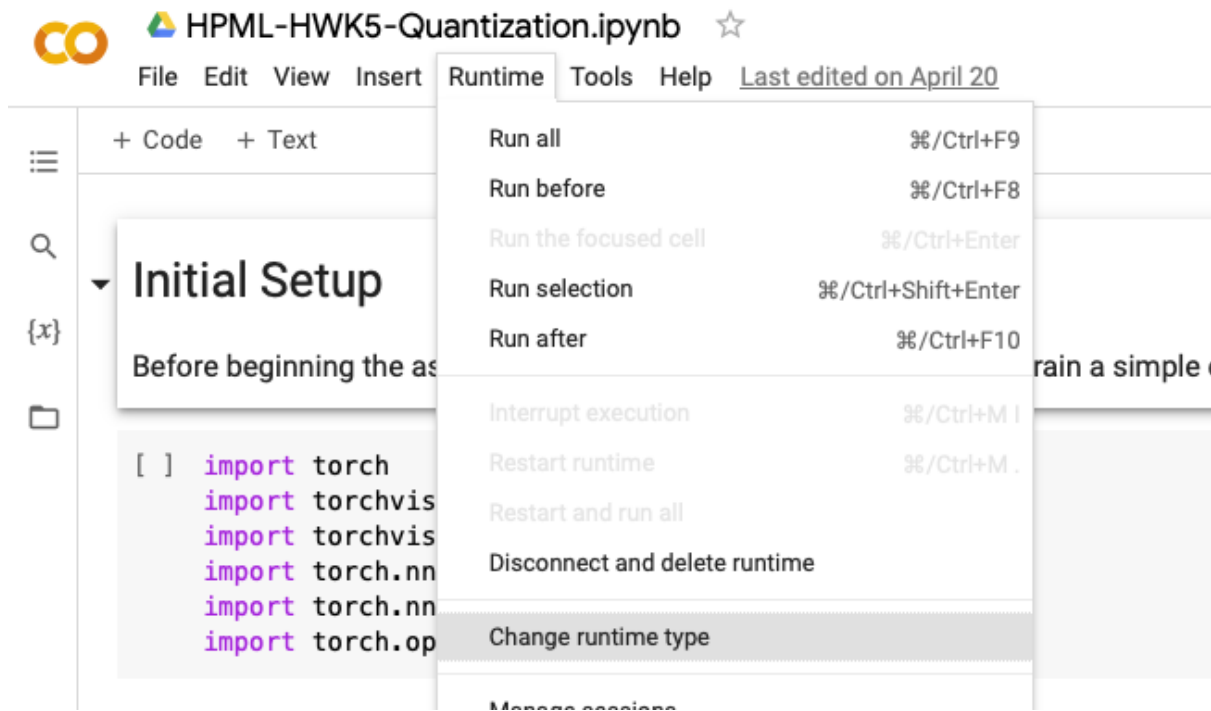 HPML-HWK5-Quantization.ipynb
File Edit View Insert Runtime Tools Help Last edited on April 20
+ Code + Text
Run all ⌘/Ctrl+F9
Run before ⌘/Ctrl+F8
Run the focused cell ⌘/Ctrl+Enter
Run selection ⌘/Ctrl+Shift+Enter
Run after ⌘/Ctrl+F10
Interrupt execution ⌘/Ctrl+M I
Restart runtime ⌘/Ctrl+M .
Restart and run all
Disconnect and delete runtime
Change runtime type
Manage sessions
{x}
Initial Setup
Before beginning the as rain a simple
[ ] import torch
import torchvis
import torchvis
import torch.nn
import torch.nn
import torch.op